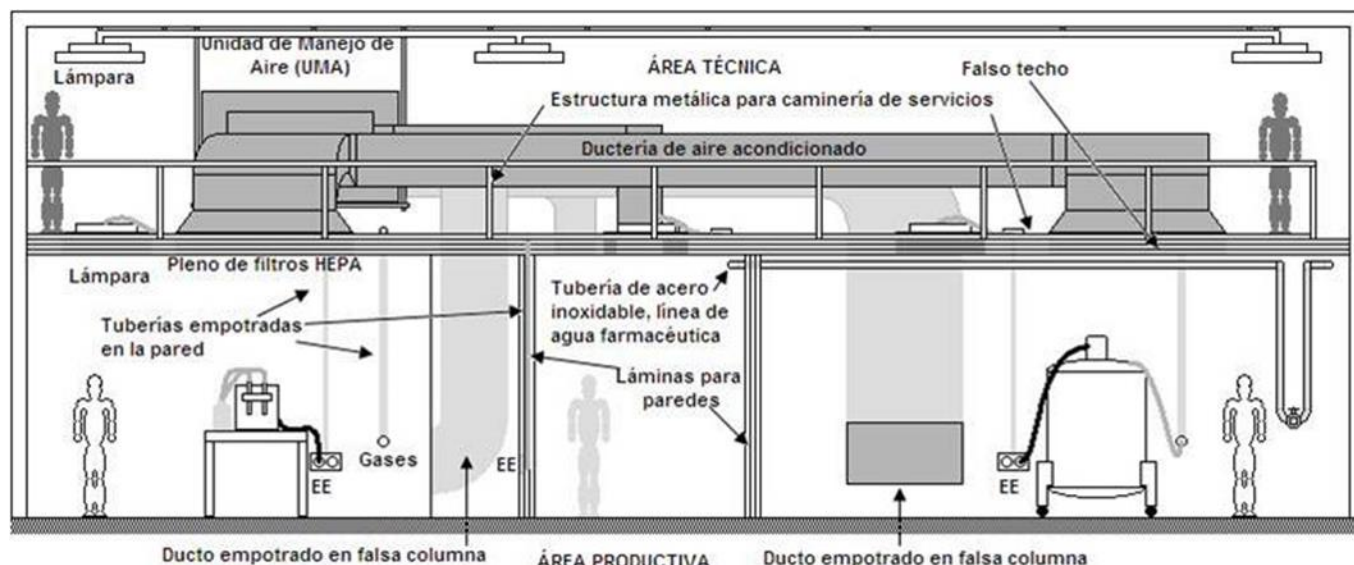 Unidad de Manejo de
Aire (UMA)
Lámpara
ÁREA TÉCNICA
Falso techo
Estructura metálica para caminería de servicios
Ductería de aire acondicionado
Lámpara
Pleno de filtros HEPA
Tuberías empotradas
en la pared
Tubería de acero
inoxidable, línea de
agua farmacéutica
Láminas para
paredes
Gases
EE
EE
EE
Ducto empotrado en falsa columna
ÁREA PRODUCTIVA
Ducto empotrado en falsa columna